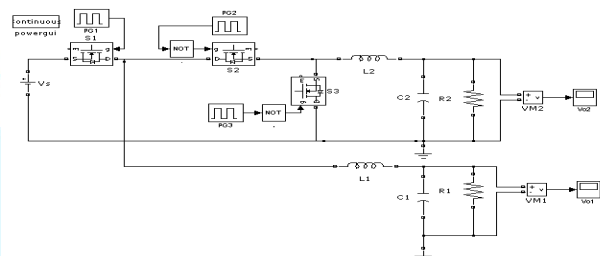 Continuous
powergui
PG1
S1
PG2
NOT
S2
S3
PG3
NOT
Vs
L2
C2
R2
VM2
Vo2
L1
C1
R1
VM1
Vo1